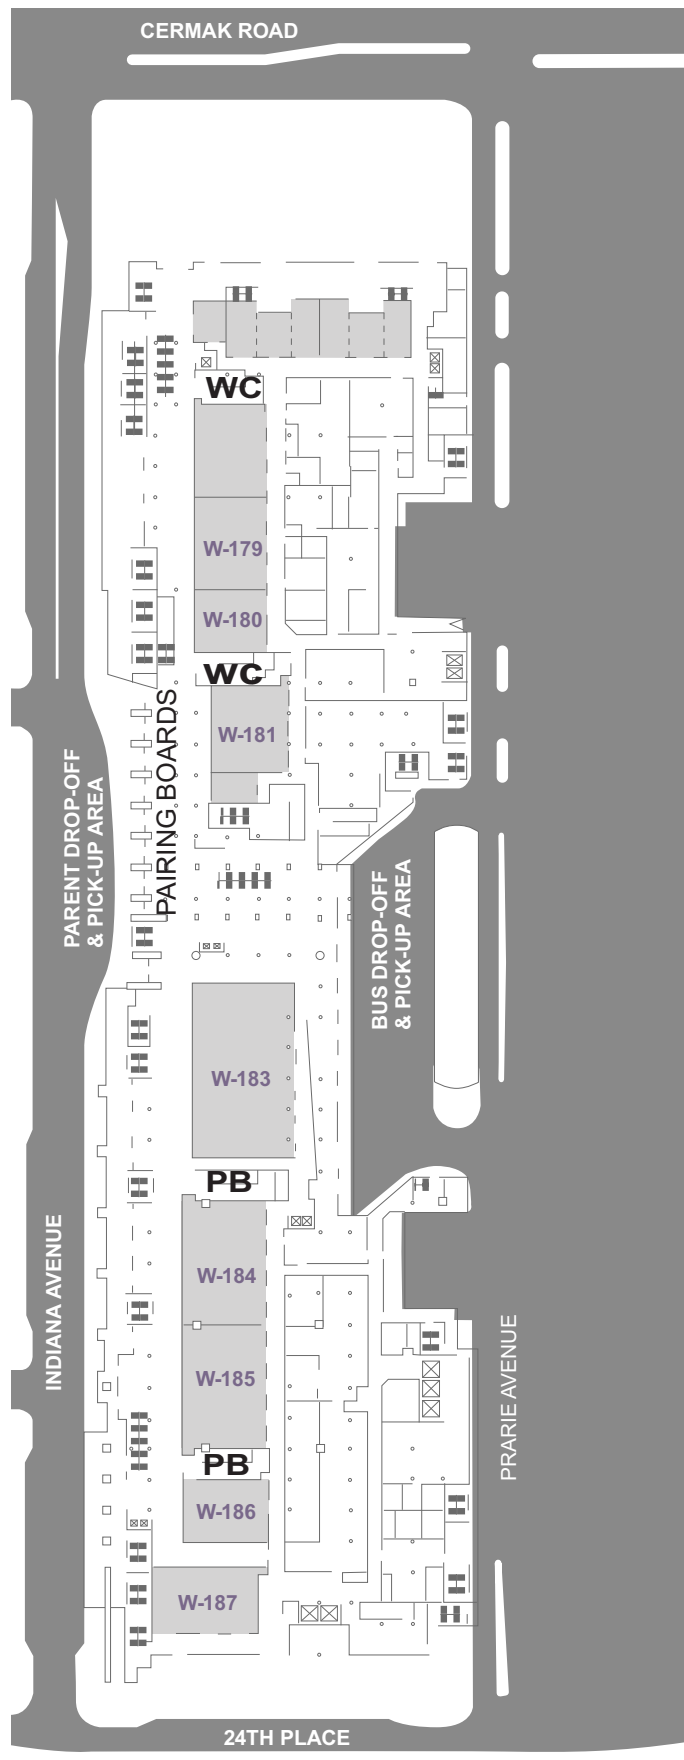 CERMAK ROAD
WC
W-179
W-180
WC
W-181
PAIRING BOARDS
PARENT DROP-OFF
& PICK-UP AREA
BUS DROP-OFF
& PICK-UP AREA
W-183
PB
W-184
INDIANA AVENUE
W-185
PRARIE AVENUE
PB
W-186
W-187
24TH PLACE